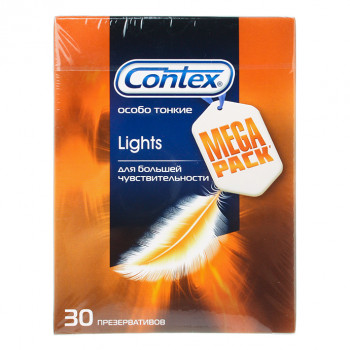 Contex®
особо тонкие
Lights
MEGA
PACK
для большей
чувствительности
30 ПРЕЗЕРВАТИВОВ